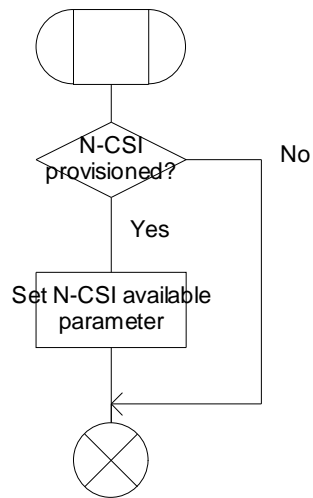 N-CSI
provisioned?
No
Yes
Set N-CSI available
parameter